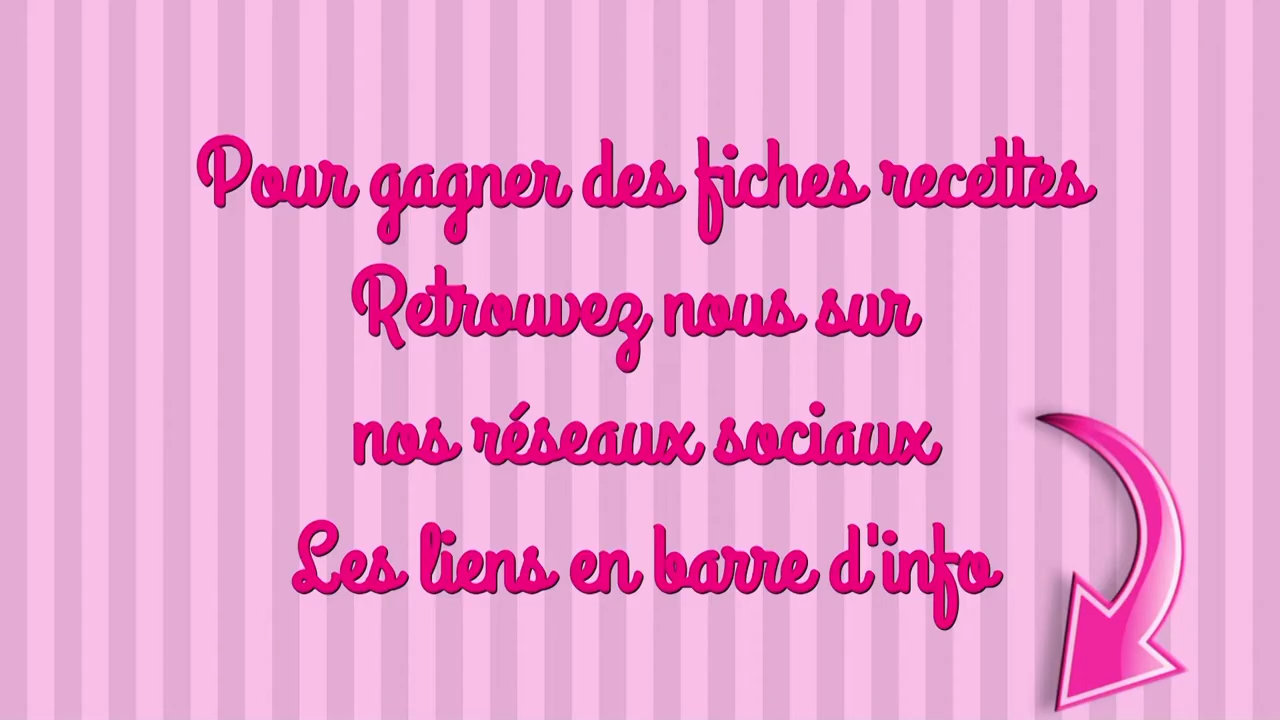 Pour gagner des fiches recettes
Retrouvez nous sur
nos réseaux sociaux
Les liens en barre d'info